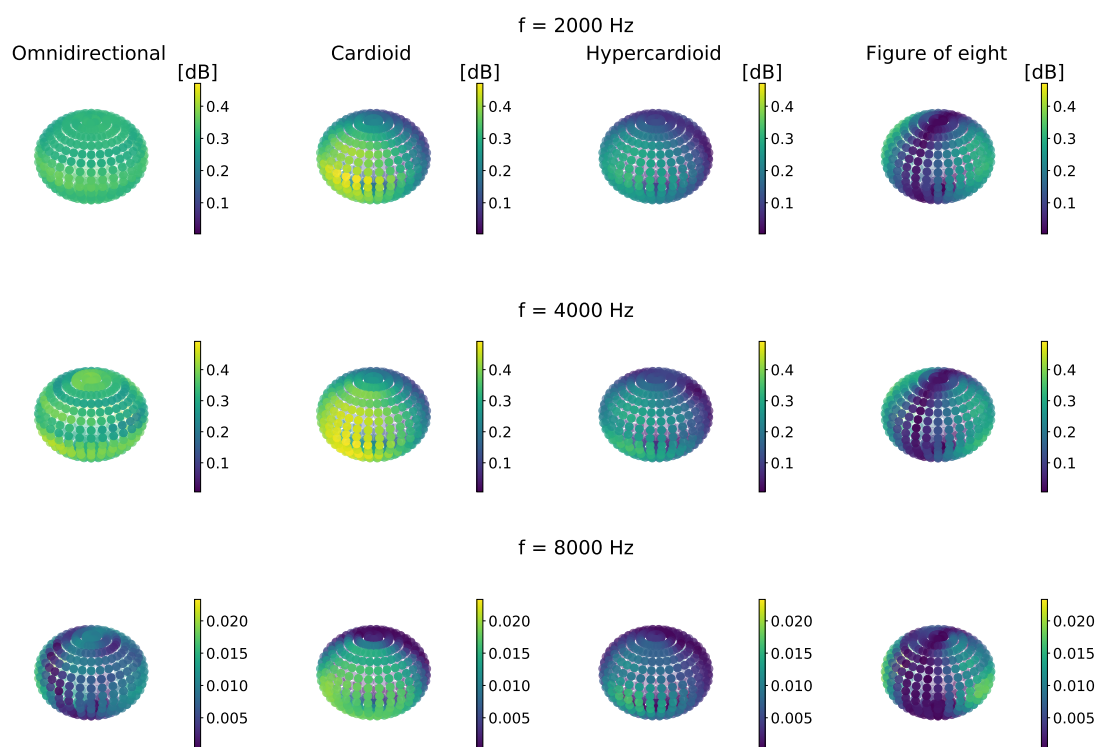 f = 2000 Hz
Omnidirectional Cardioid Hypercardioid Figure of eight
[dB] [dB] [dB] [dB]
0.4 0.4 0.4 0.4
0.3 0.3 0.3 0.3
0.2 0.2 0.2 0.2
0.1 0.1 0.1 0.1
f = 4000 Hz
0.4 0.4 0.4 0.4
0.3 0.3 0.3 0.3
0.2 0.2 0.2 0.2
0.1 0.1 0.1 0.1
f = 8000 Hz
0.020 0.020 0.020 0.020
0.015 0.015 0.015 0.015
0.010 0.010 0.010 0.010
0.005 0.005 0.005 0.005